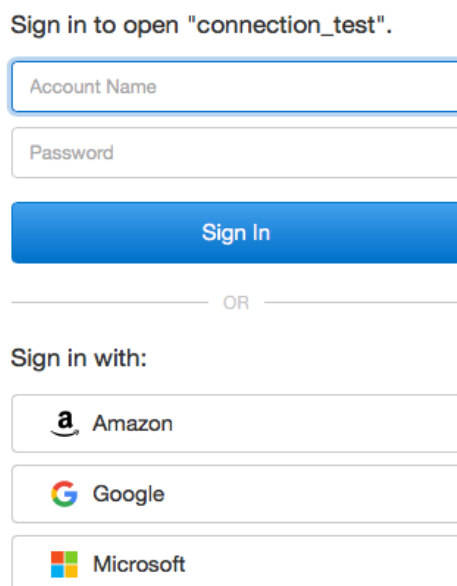 Sign in to open "connection_test".
Account Name
Password
Sign In
OR
Sign in with:
Amazon
Google
Microsoft